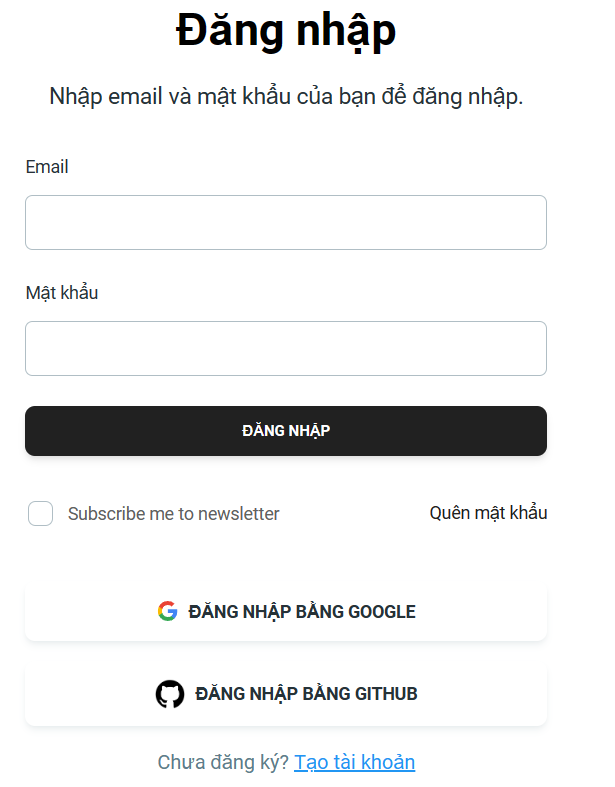 Đăng nhập
Nhập email và mật khẩu của bạn để đăng nhập.
Email
Mật khẩu
ĐĂNG NHẬP
Subscribe me to newsletter
Quên mật khẩu
ĐĂNG NHẬP BẰNG GOOGLE
ĐĂNG NHẬP BẰNG GITHUB
Chưa đăng ký? Tạo tài khoản